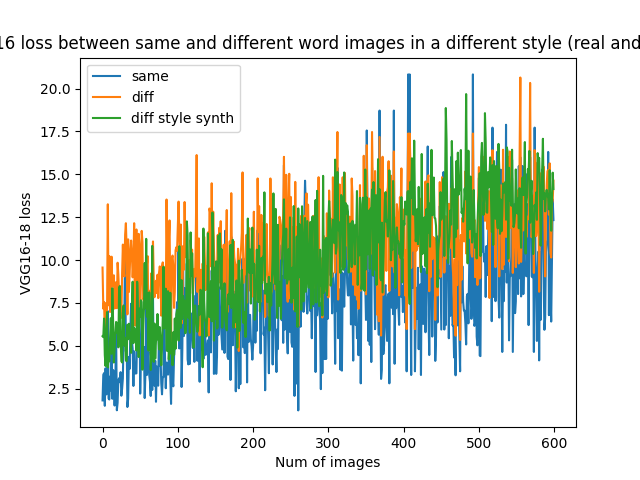 16 loss between same and different word images in a different style (real and
same
diff
diff style synth
VGG16-18 loss
20.0
17.5
15.0
12.5
10.0
7.5
5.0
2.5
0
100
200
300
400
500
600
Num of images